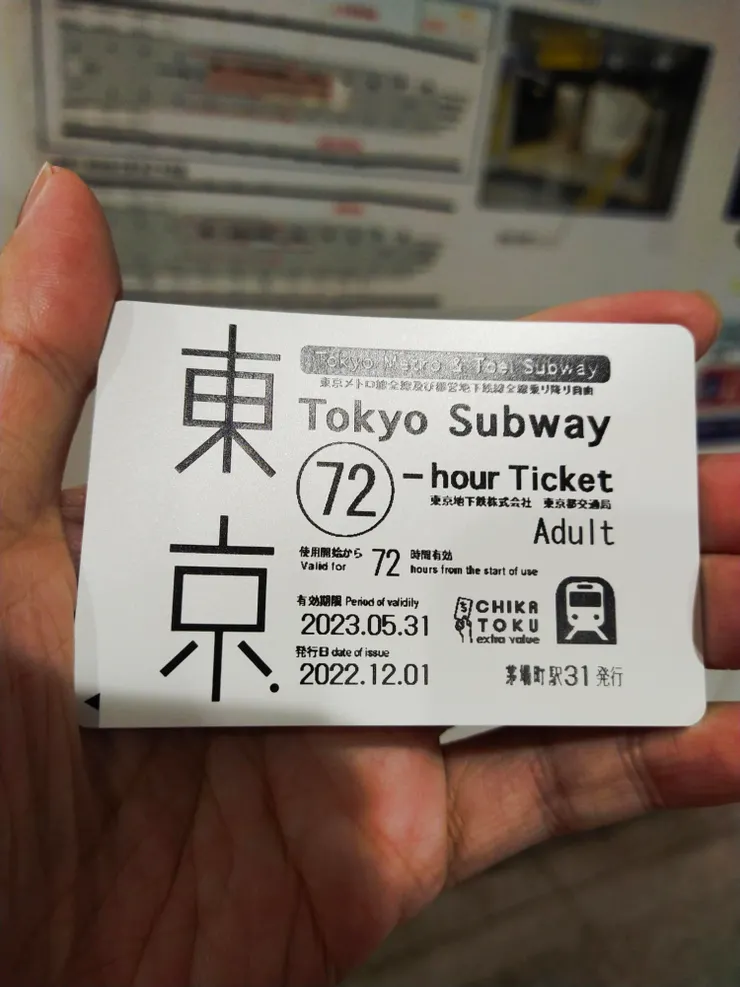 東京
Tokyo Metro & Toei Subway
東京メトロ線全線及び都営地下鉄線全線乗り降り自由
Tokyo Subway
72-hour Ticket
東京地下鉄株式会社 東京都交通局
Adult
使用開始から 72 時間有効
Valid for hours from the start of use
有効期限 Period of validity
2023.05.31
発行日 date of issue
2022.12.01
CHIKA
TOKU
extra value
茅場町駅31発行